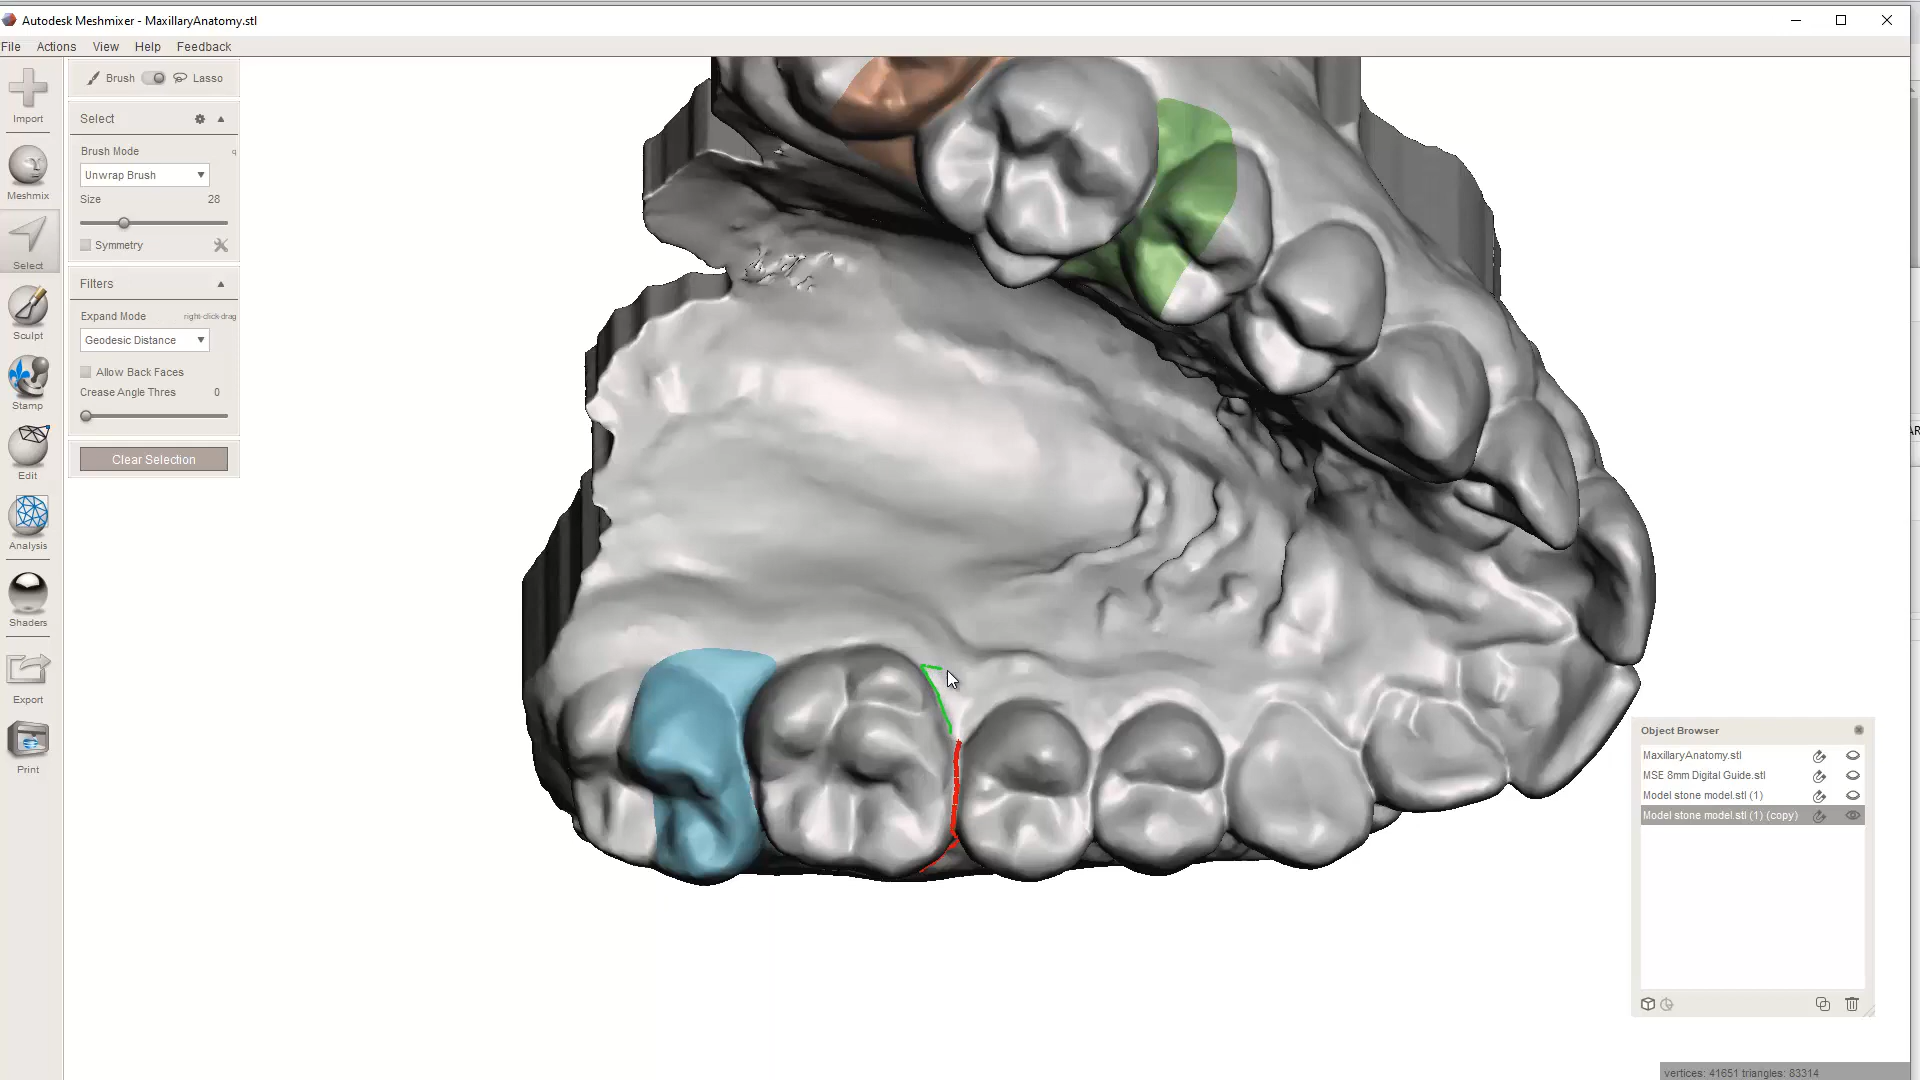 Autodesk Meshmixer - MaxillaryAnatomy.stl
File Actions View Help Feedback
Import
Meshmix
Select
Sculpt
Stamp
Edit
Analysis
Shaders
Export
Print
Brush Lasso
Select
Brush Mode q
Unwrap Brush
Size 28
Symmetry
Filters
Expand Mode right-click-drag
Geodesic Distance
Allow Back Faces
Crease Angle Thres 0
Clear Selection
AR
Object Browser
MaxillaryAnatomy.stl
MSE 8mm Digital Guide.stl
Model stone model.stl (1)
Model stone model.stl (1) (copy)
vertices: 41651 triangles: 83314